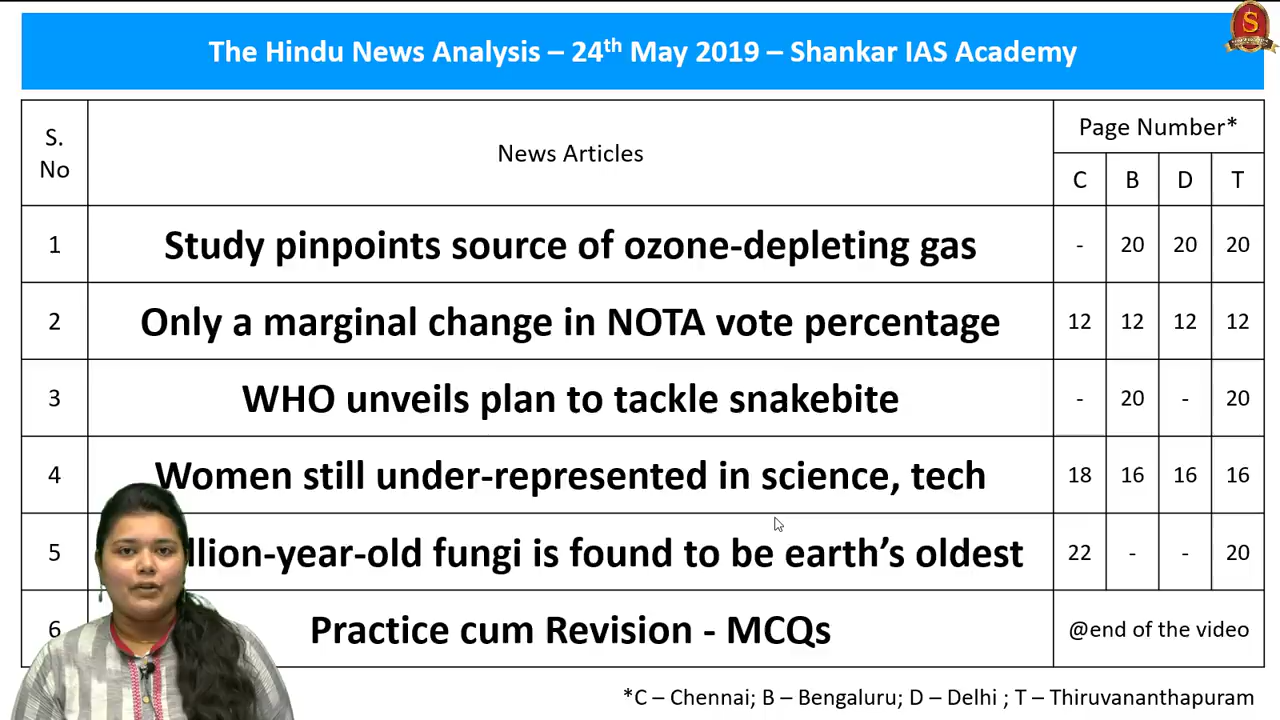 The Hindu News Analysis – 24th May 2019 – Shankar IAS Academy
S
S. No
News Articles
Page Number*
C B D T
1 Study pinpoints source of ozone-depleting gas - 20 20 20
2 Only a marginal change in NOTA vote percentage 12 12 12 12
3 WHO unveils plan to tackle snakebite - 20 - 20
4 Women still under-represented in science, tech 18 16 16 16
5 fungi is found to be earth’s oldest 22 - - 20
6 Practice cum Revision - MCQs @end of the video
*C – Chennai; B – Bengaluru; D – Delhi ; T – Thiruvananthapuram